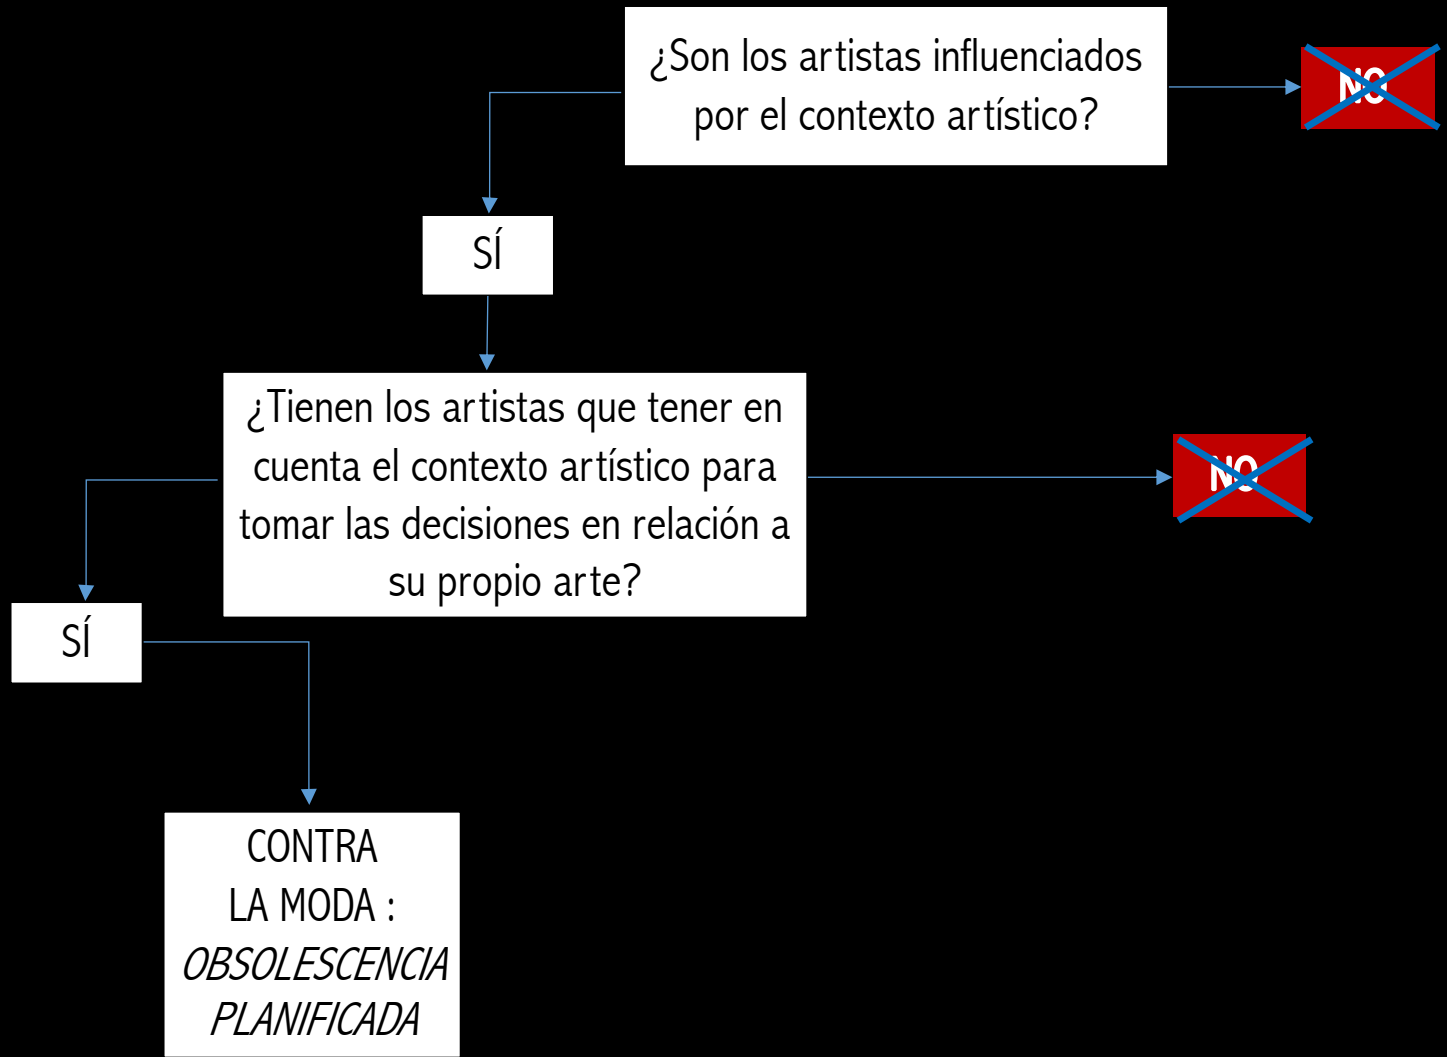 ¿Son los artistas influenciados
por el contexto artístico?
NO
SÍ
¿Tienen los artistas que tener en
cuenta el contexto artístico para
tomar las decisiones en relación a
su propio arte?
NO
SÍ
CONTRA
LA MODA :
OBSOLESCENCIA
PLANIFICADA